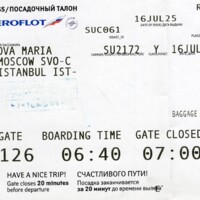 SS/ПОСАДОЧНЫЙ ТАЛОН
AEROFLOT
SUC061
16JUL25
OVA MARIA
MOSCOW SVO-C
ISTANBUL IST-
SU2172 Y 16JUL
BAGGAGE
GATE BOARDING TIME GATE CLOSED
126 06:40 07:00
HAVE A NICE TRIP!
Gate closes 20 minutes
before departure
СЧАСТЛИВОГО ПУТИ!
Посадка заканчивается
за 20 минут до вылета